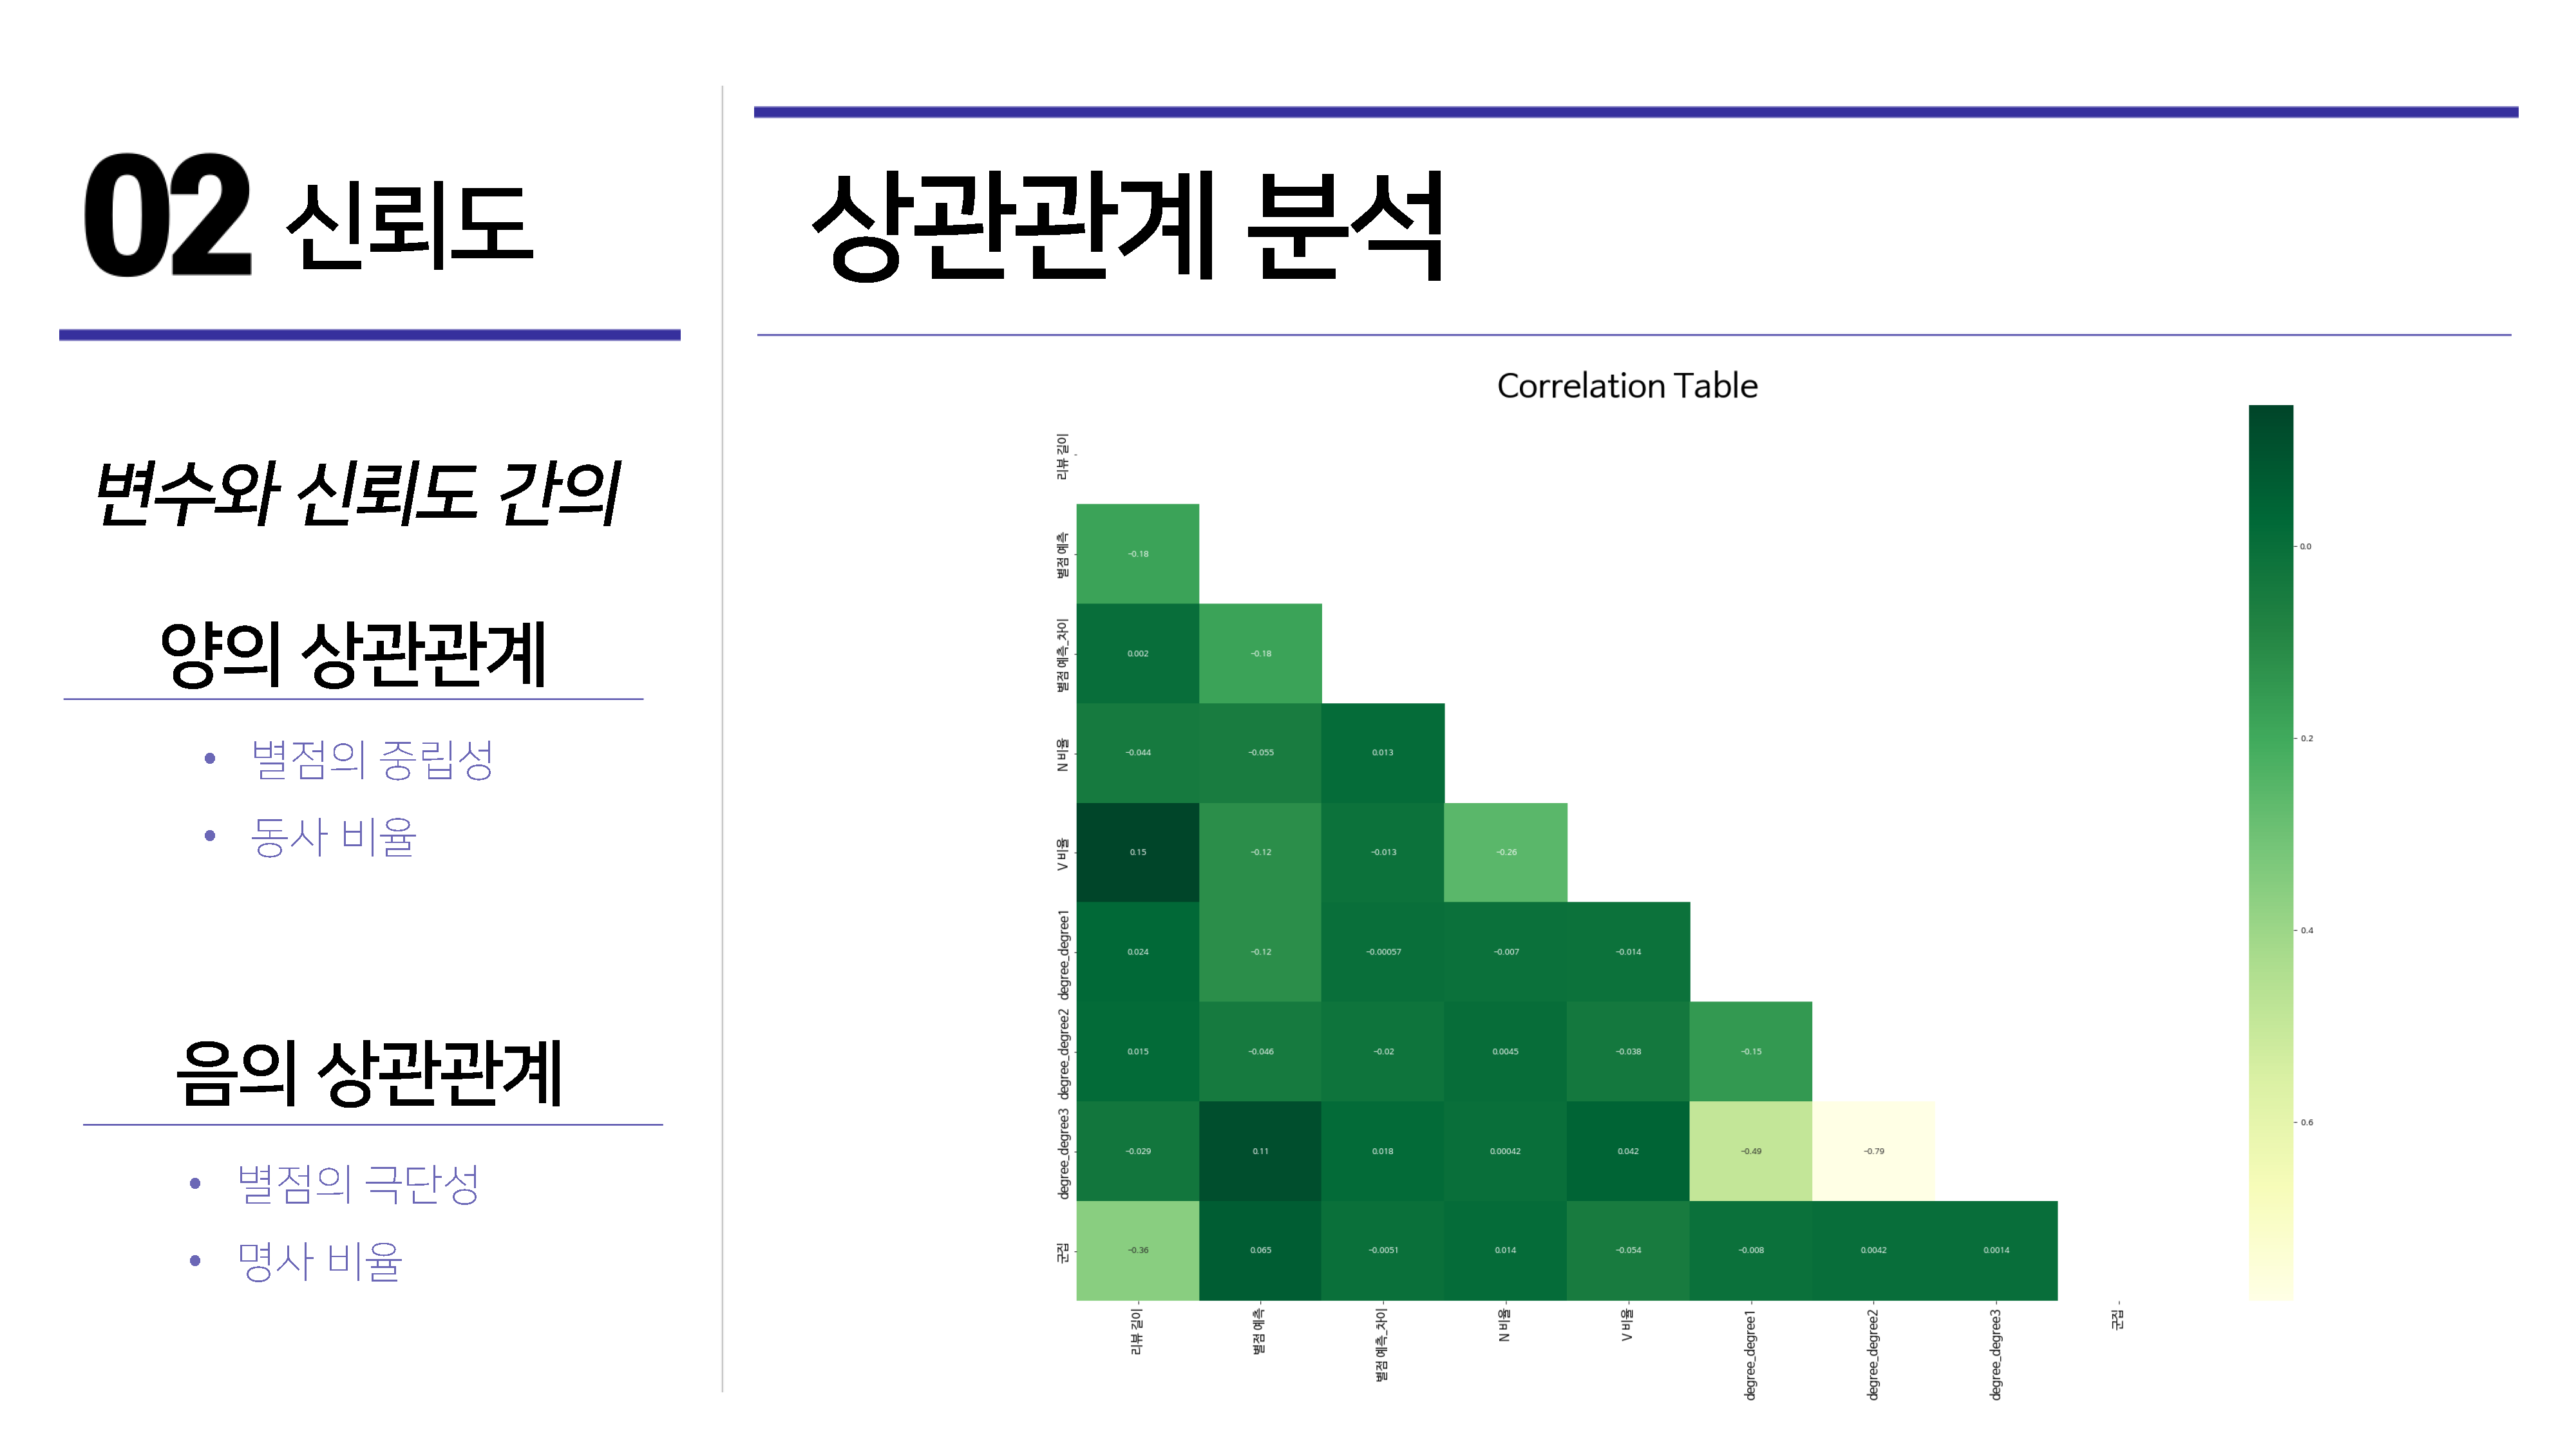 02 신뢰도
변수와 신뢰도 간의
양의 상관관계
• 별점의 중립성
• 동사 비율
음의 상관관계
• 별점의 극단성
• 명사 비율
상관관계 분석
Correlation Table
리뷰 길이
별점 예측 -0.18
별점 예측_차이 0.002 -0.18
N 비율 -0.044 -0.055 0.013
V 비율 0.15 -0.12 -0.013 -0.26
degree_degree1 0.024 -0.12 -0.00057 -0.007 -0.014
degree_degree2 0.015 -0.046 -0.02 0.0045 -0.038 -0.15
degree_degree3 -0.029 0.11 0.018 0.00042 0.042 -0.49 -0.79
군집 -0.36 0.065 -0.0051 0.014 -0.054 -0.008 0.0042 0.0014
리뷰 길이 별점 예측 별점 예측_차이 N 비율 V 비율 degree_degree1 degree_degree2 degree_degree3 군집
0.0
0.2
0.4
0.6